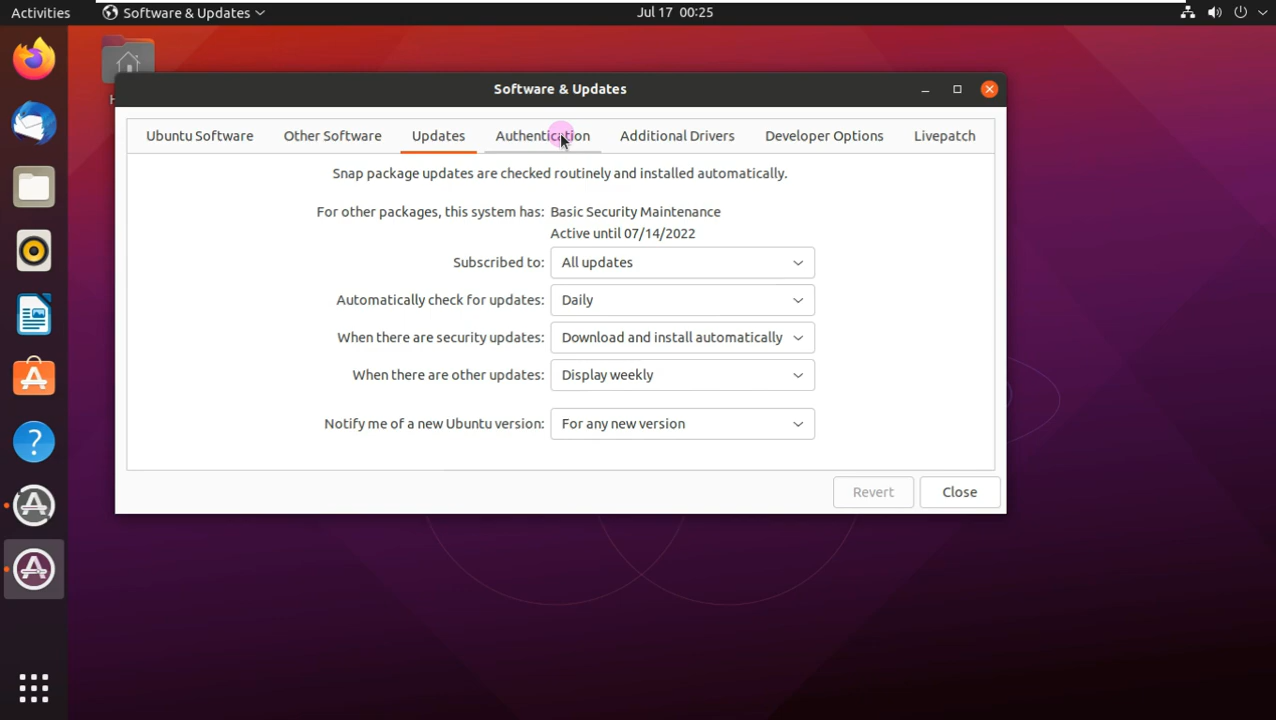 Activities Software & Updates Jul 17 00:25
Software & Updates
Ubuntu Software Other Software Updates Authentication Additional Drivers Developer Options Livepatch
Snap package updates are checked routinely and installed automatically.
For other packages, this system has: Basic Security Maintenance
Active until 07/14/2022
Subscribed to: All updates
Automatically check for updates: Daily
When there are security updates: Download and install automatically
When there are other updates: Display weekly
Notify me of a new Ubuntu version: For any new version
Revert Close